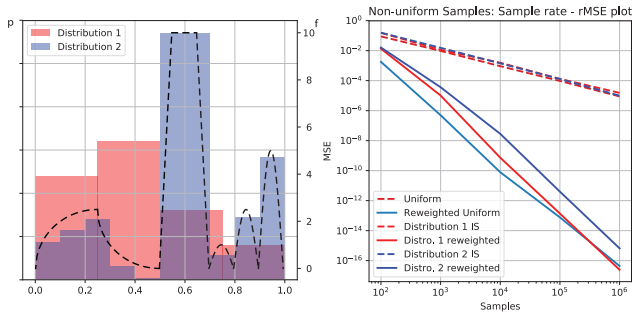 p
f
Distribution 1
Distribution 2
10
8
6
4
2
0
0.0 0.2 0.4 0.6 0.8 1.0
Non-uniform Samples: Sample rate - rMSE plot
MSE
10^0
10^-2
10^-4
10^-6
10^-8
10^-10
10^-12
10^-14
10^-16
Uniform
Reweighted Uniform
Distribution 1 IS
Distro, 1 reweighted
Distribution 2 IS
Distro, 2 reweighted
10^2 10^3 10^4 10^5 10^6
Samples